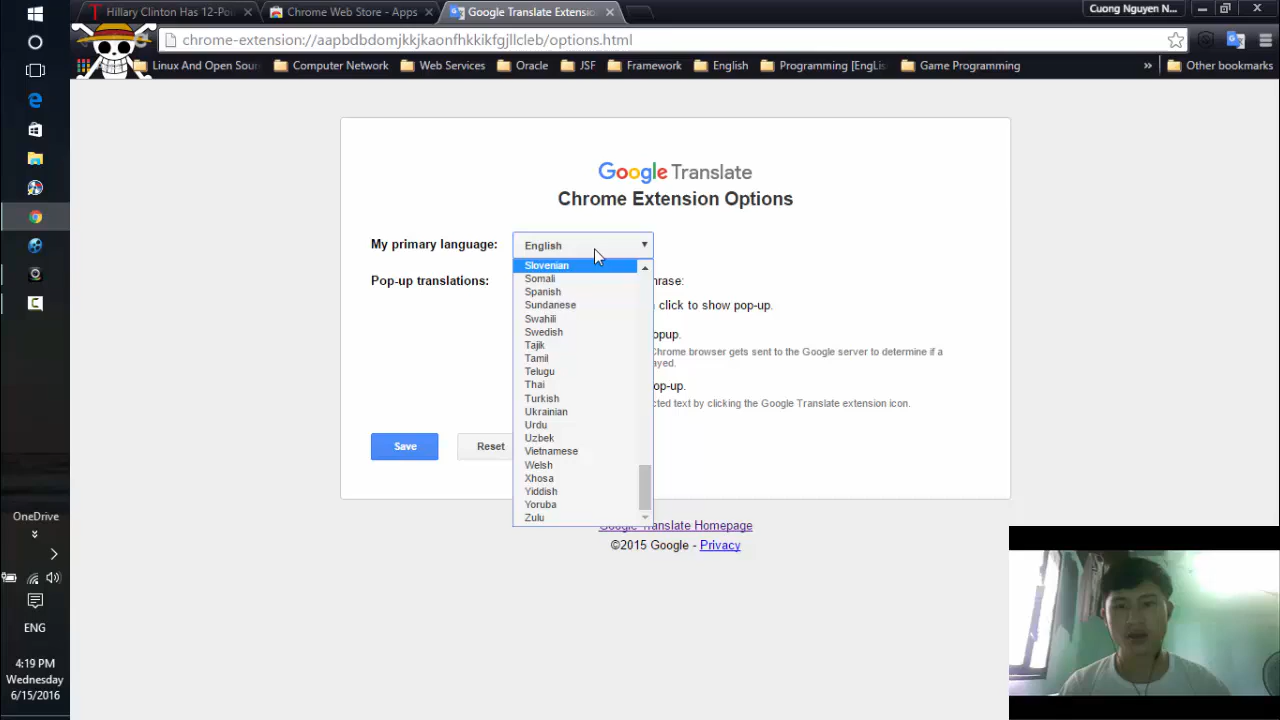 Hillary Clinton Has 12-Poi
Chrome Web Store - Apps
Google Translate Extensio
Cuong Nguyen N...
chrome-extension://aapbdbdomjkkjkaonfhkkikfgjllcleb/options.html
Linux And Open Sour
Computer Network
Web Services
Oracle
JSF
Framework
English
Programming [EngLis
Game Programming
»
Other bookmarks
Google Translate
Chrome Extension Options
My primary language:
English
Pop-up translations:
Slovenian
Somali
Spanish
Sundanese
Swahili
Swedish
Tajik
Tamil
Telugu
Thai
Turkish
Ukrainian
Urdu
Uzbek
Vietnamese
Welsh
Xhosa
Yiddish
Yoruba
Zulu
rase:
click to show pop-up.
opup.
Chrome browser gets sent to the Google server to determine if a
ayed.
op-up.
cted text by clicking the Google Translate extension icon.
Save
Reset
Google Translate Homepage
©2015 Google - Privacy
OneDrive
ENG
4:19 PM
Wednesday
6/15/2016